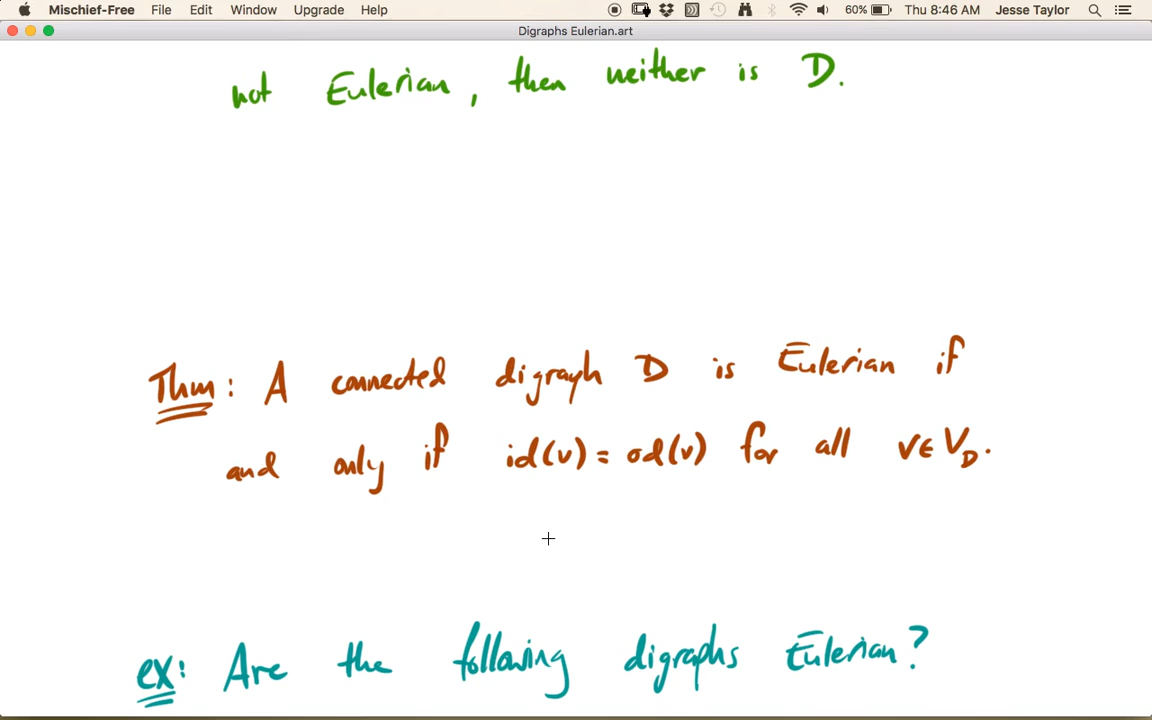 Mischief-Free File Edit Window Upgrade Help 60% Thu 8:46 AM Jesse Taylor
Digraphs Eulerian.art
not Eulerian, then neither is D.
Thm: A connected digraph D is Eulerian if
and only if id(v) = od(v) for all v∈V_D.
ex: Are the following digraphs Eulerian?